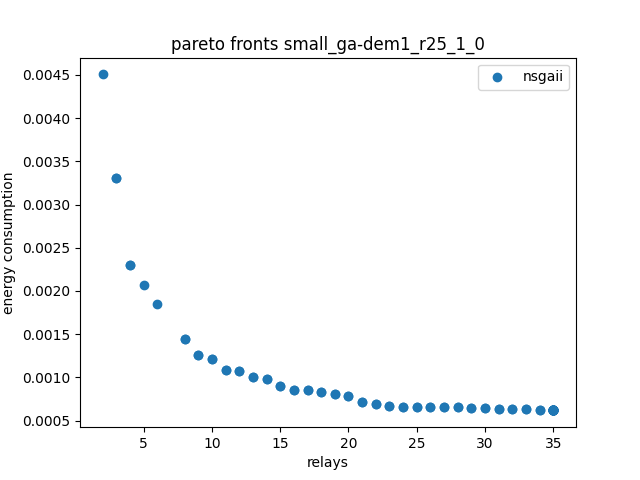 pareto fronts small_ga-dem1_r25_1_0
nsgaii
energy consumption
0.0045
0.0040
0.0035
0.0030
0.0025
0.0020
0.0015
0.0010
0.0005
5 10 15 20 25 30 35
relays